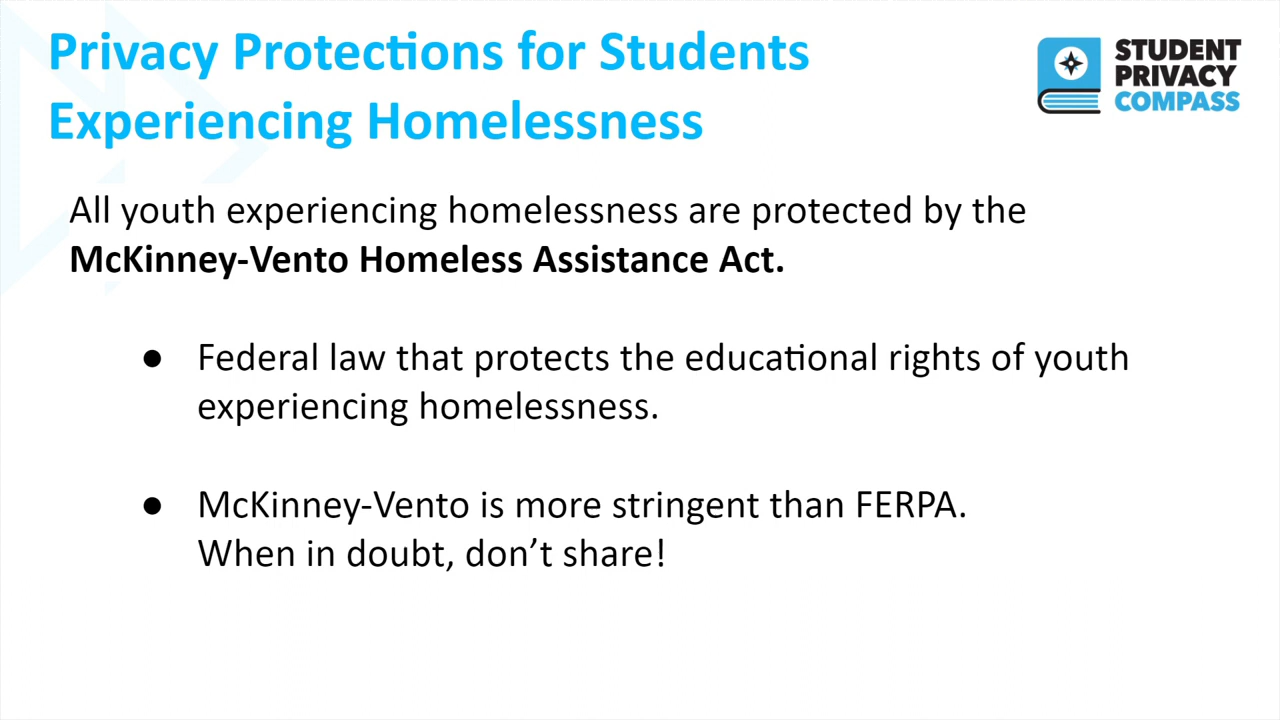 Privacy Protections for Students
Experiencing Homelessness
STUDENT
PRIVACY
COMPASS
All youth experiencing homelessness are protected by the
McKinney-Vento Homeless Assistance Act.
● Federal law that protects the educational rights of youth
experiencing homelessness.
● McKinney-Vento is more stringent than FERPA.
When in doubt, don’t share!